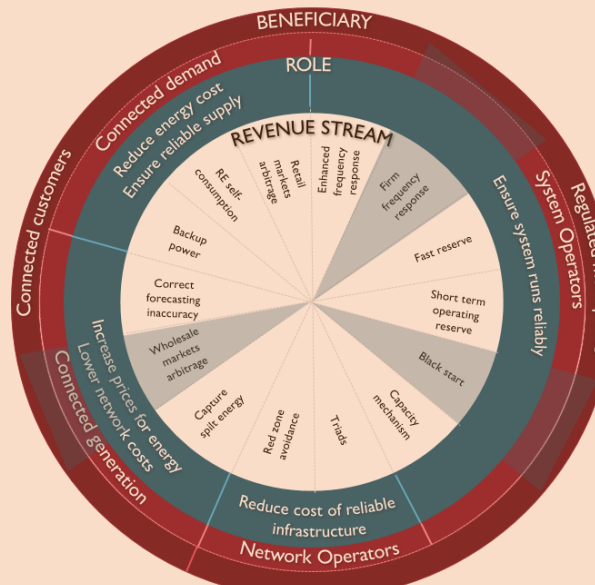 BENEFICIARY
Connected demand
ROLE
Reduce energy cost
Ensure reliable supply
REVENUE STREAM
Enhanced
frequency
response
Firm
frequency
response
Fast reserve
Short term
operating
reserve
Black start
Capacity
mechanism
Triads
Red zone
avoidance
Capture
spilt energy
Wholesale
markets
arbitrage
Correct
forecasting
inaccuracy
Backup
power
RE self-
consumption
Retail
markets
arbitrage
Ensure system runs reliably
System Operators
Regulated
Reduce cost of reliable
infrastructure
Network Operators
Increase prices for energy
Lower network costs
Connected generation
Connected customers